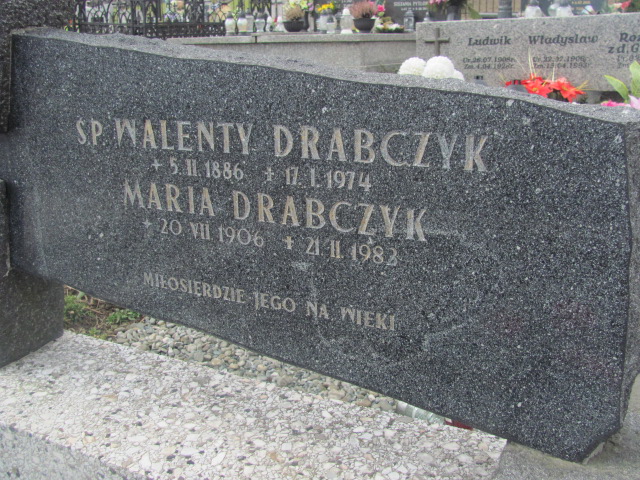 ŚP. WALENTY DRABCZYK
+ 5.II.1886 + 17.I.1974
MARIA DRABCZYK
+ 20 VII 1906 + 21 II 1982
MIŁOSIERDZIE JEGO NA WIEKI
Ludwik Władysław